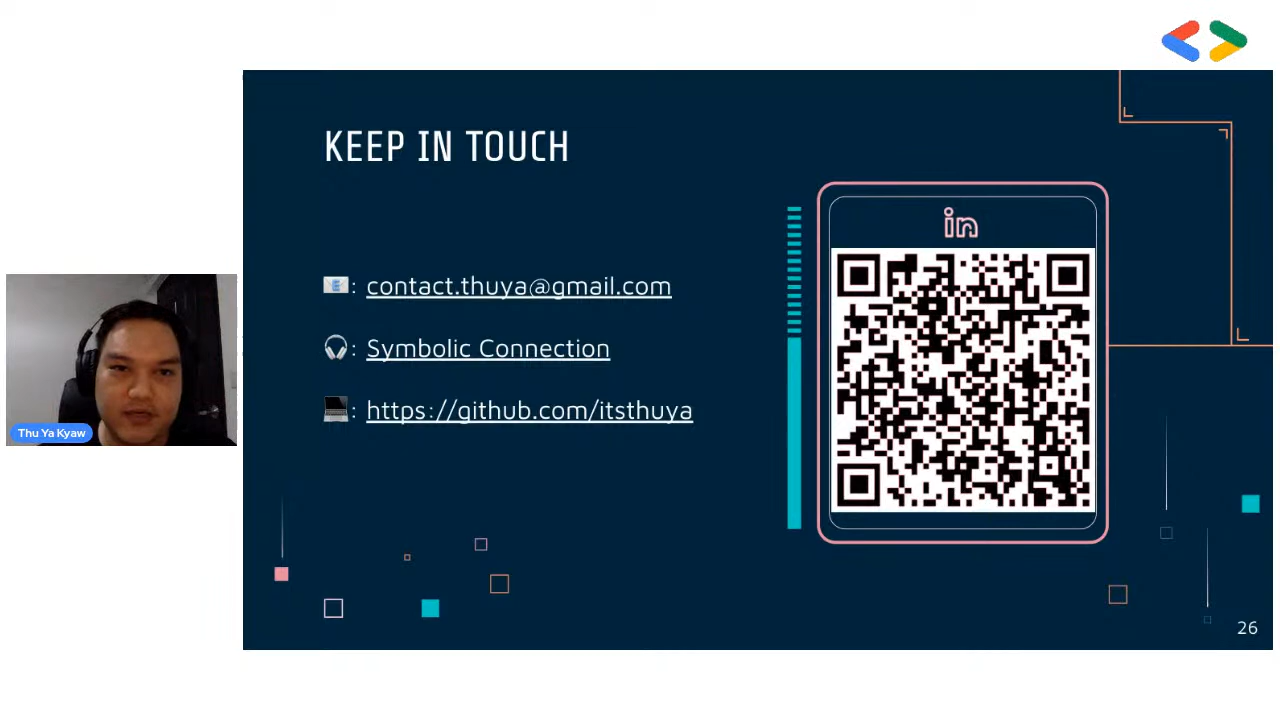 KEEP IN TOUCH
in
: contact.thuya@gmail.com
: Symbolic Connection
: https://github.com/itsthuya
Thu Ya Kyaw
26